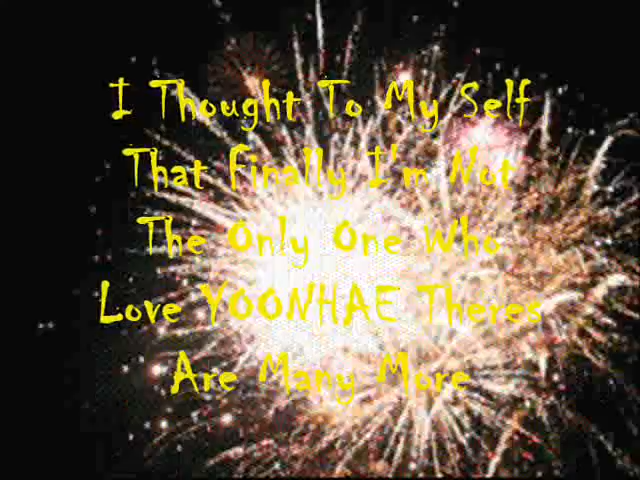 I Thought To My Self
That Finally I'm Not
The Only One Who
Love YOONHAE Theres
Are Many More